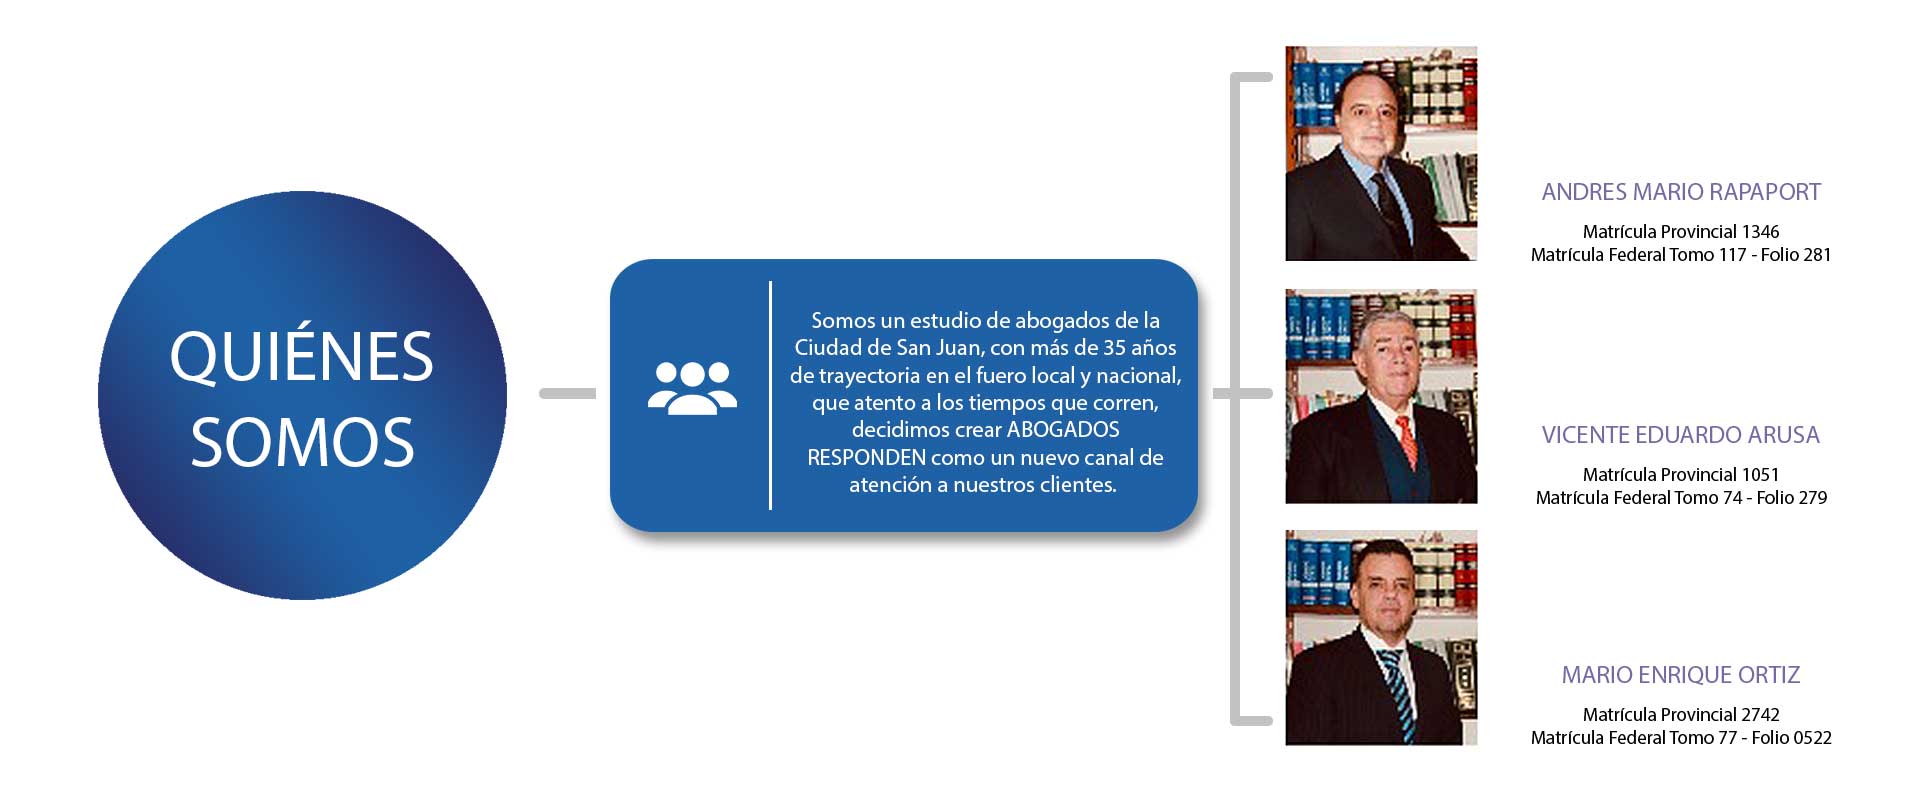 QUIÉNES
SOMOS
Somos un estudio de abogados de la
Ciudad de San Juan, con más de 35 años
de trayectoria en el fuero local y nacional,
que atento a los tiempos que corren,
decidimos crear ABOGADOS
RESPONDEN como un nuevo canal de
atención a nuestros clientes.
ANDRES MARIO RAPAPORT
Matrícula Provincial 1346
Matrícula Federal Tomo 117 - Folio 281
VICENTE EDUARDO ARUSA
Matrícula Provincial 1051
Matrícula Federal Tomo 74 - Folio 279
MARIO ENRIQUE ORTIZ
Matrícula Provincial 2742
Matrícula Federal Tomo 77 - Folio 0522